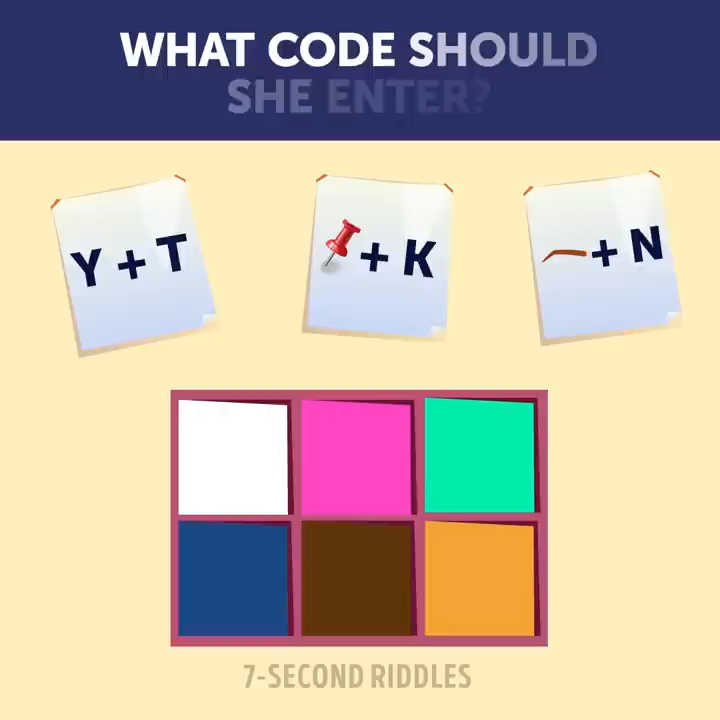 WHAT CODE SHOULD
SHE ENTER?
Y + T
+ K
+ N
7-SECOND RIDDLES